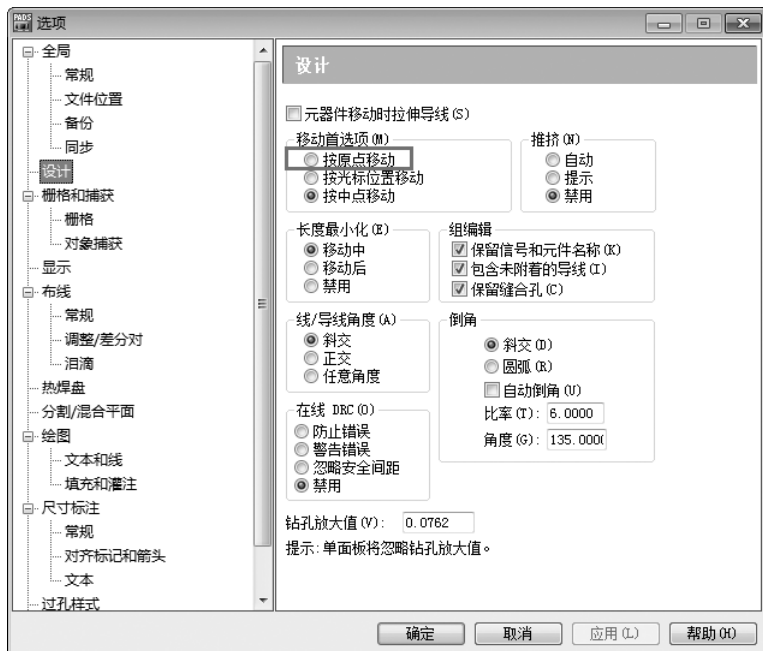 PADS 选项
全局
常规
文件位置
备份
同步
设计
栅格和捕获
栅格
对象捕获
显示
布线
常规
调整/差分对
泪滴
热焊盘
分割/混合平面
绘图
文本和线
填充和灌注
尺寸标注
常规
对齐标记和箭头
文本
过孔样式
设计
元器件移动时拉伸导线(S)
移动首选项(M)
按原点移动
按光标位置移动
按中点移动
推挤(N)
自动
提示
禁用
长度最小化(E)
移动中
移动后
禁用
组编辑
保留信号和元件名称(K)
包含未附着的导线(I)
保留缝合孔(C)
线/导线角度(A)
斜交
正交
任意角度
倒角
斜交(D)
圆弧(R)
自动倒角(U)
比率(T): 6.0000
角度(G): 135.000(
在线 DRC(O)
防止错误
警告错误
忽略安全间距
禁用
钻孔放大值(V): 0.0762
提示:单面板将忽略钻孔放大值。
确定 取消 应用(L) 帮助(H)